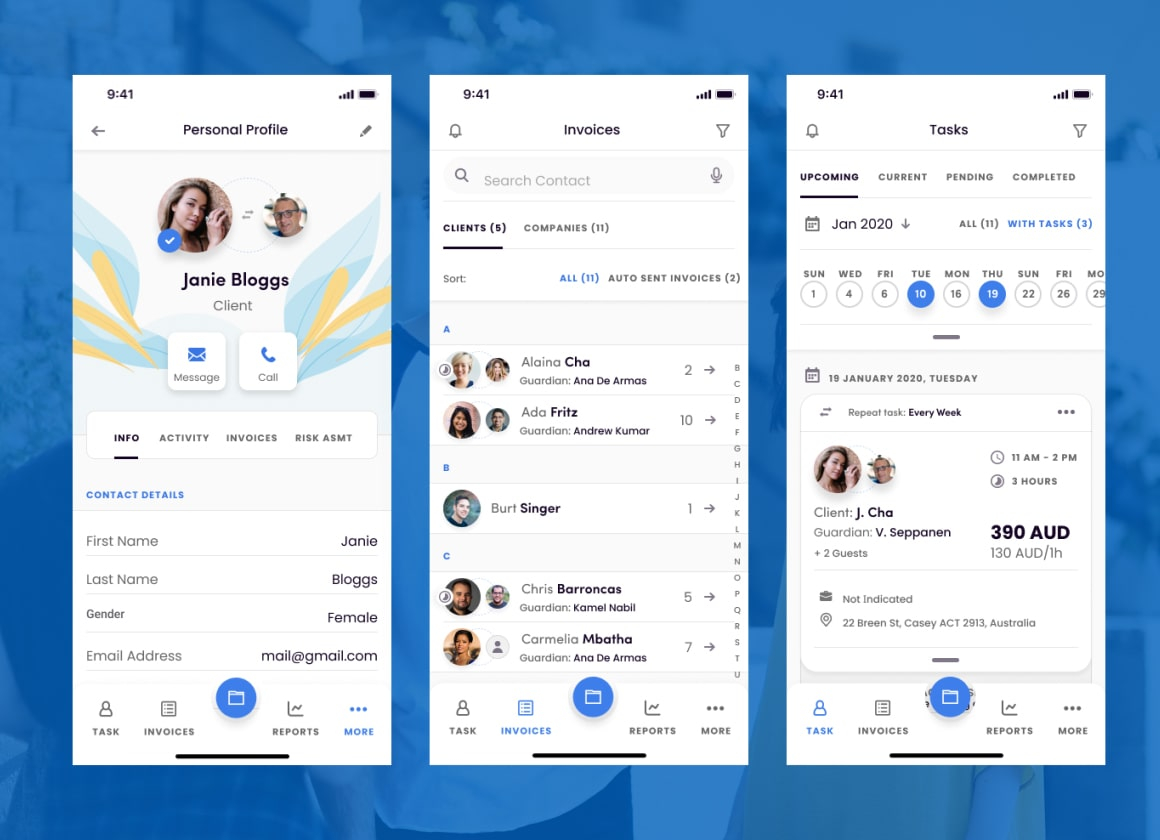 9:41
Personal Profile
Janie Bloggs
Client
Message
Call
INFO ACTIVITY INVOICES RISK ASMT
CONTACT DETAILS
First Name Janie
Last Name Bloggs
Gender Female
Email Address mail@gmail.com
TASK INVOICES REPORTS MORE
9:41
Invoices
Search Contact
CLIENTS (5) COMPANIES (11)
Sort: ALL (11) AUTO SENT INVOICES (2)
A
Alaina Cha
Guardian: Ana De Armas
2
Ada Fritz
Guardian: Andrew Kumar
10
B
Burt Singer
1
C
Chris Barroncas
Guardian: Kamel Nabil
5
Carmelia Mbatha
Guardian: Ana De Armas
7
B
C
D
E
F
G
H
I
J
K
L
M
N
O
P
Q
R
S
T
U
TASK INVOICES REPORTS MORE
9:41
Tasks
UPCOMING CURRENT PENDING COMPLETED
Jan 2020 ALL (11) WITH TASKS (3)
SUN WED FRI TUE MON THU SUN FRI MO
1 4 6 10 16 19 22 26 29
19 JANUARY 2020, TUESDAY
Repeat task: Every Week
11 AM - 2 PM
3 HOURS
Client: J. Cha
Guardian: V. Seppanen
+ 2 Guests
390 AUD
130 AUD/1h
Not Indicated
22 Breen St, Casey ACT 2913, Australia
TASK INVOICES REPORTS MORE